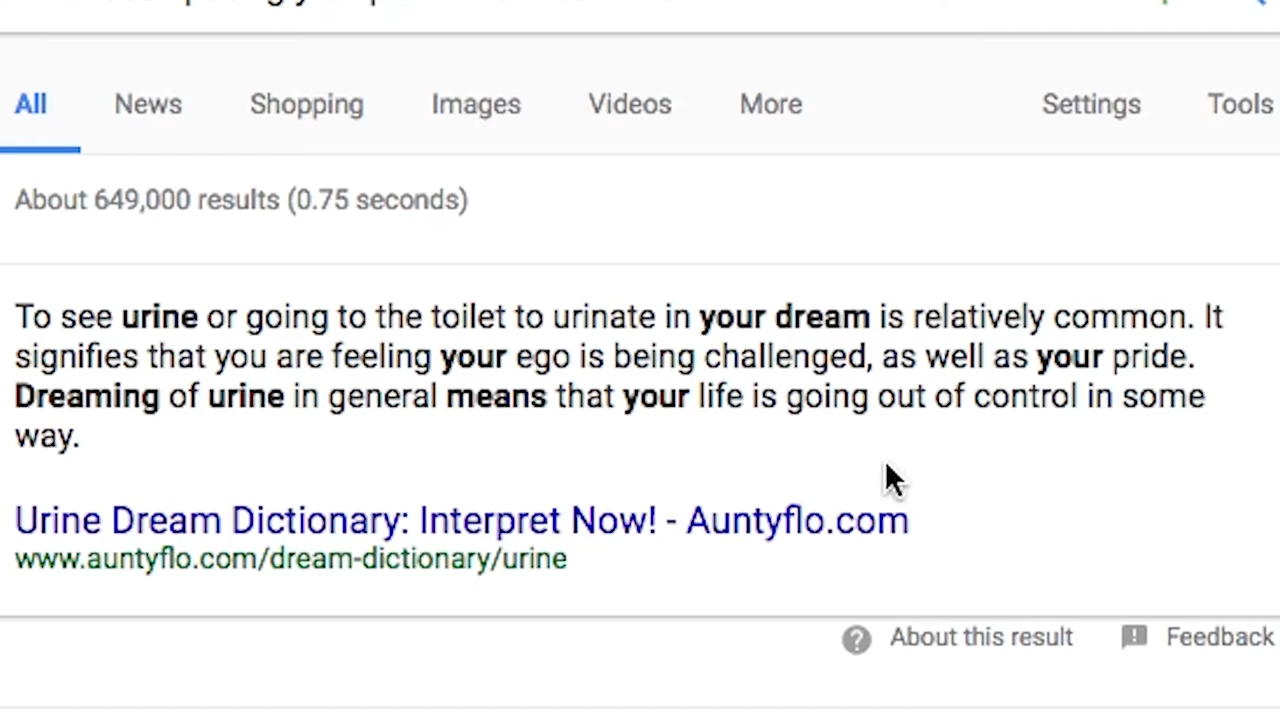 All News Shopping Images Videos More Settings Tools
About 649,000 results (0.75 seconds)
To see urine or going to the toilet to urinate in your dream is relatively common. It
signifies that you are feeling your ego is being challenged, as well as your pride.
Dreaming of urine in general means that your life is going out of control in some
way.
Urine Dream Dictionary: Interpret Now! - Auntyflo.com
www.auntyflo.com/dream-dictionary/urine
About this result Feedback